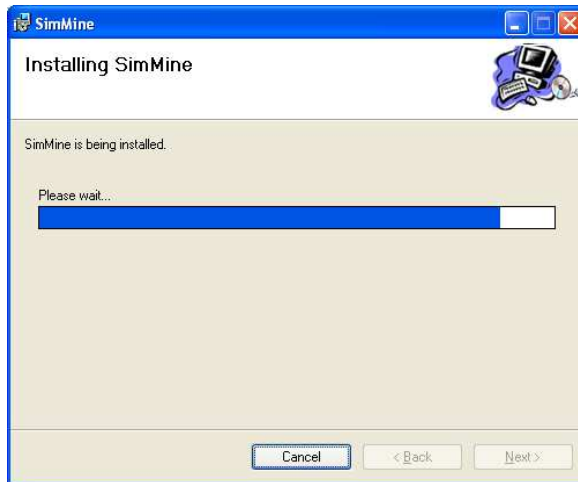 SimMine
Installing SimMine
SimMine is being installed.
Please wait...
Cancel
< Back
Next >